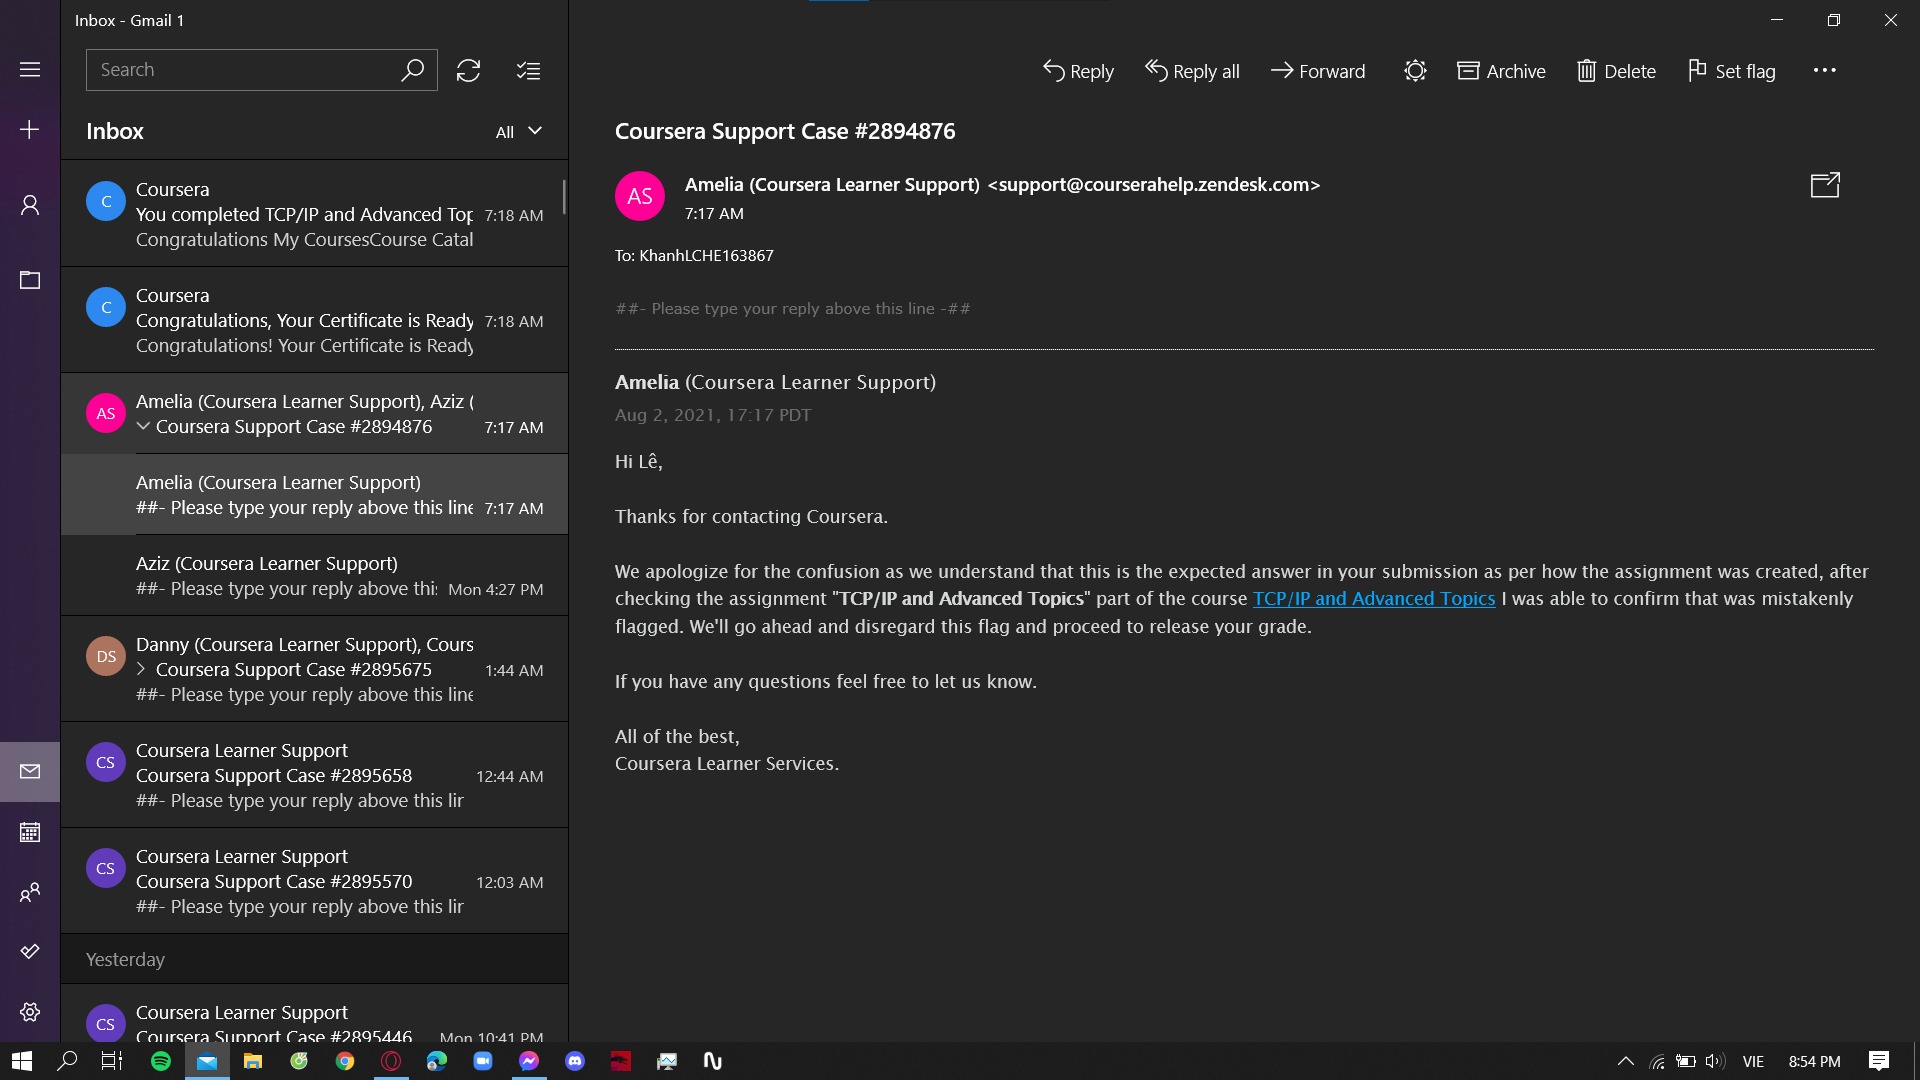 Inbox - Gmail 1
Search
Inbox
All
C
Coursera
You completed TCP/IP and Advanced Top
7:18 AM
Congratulations My CoursesCourse Catal
C
Coursera
Congratulations, Your Certificate is Ready
7:18 AM
Congratulations! Your Certificate is Ready
AS
Amelia (Coursera Learner Support), Aziz (
Coursera Support Case #2894876
7:17 AM
Amelia (Coursera Learner Support)
##- Please type your reply above this line
7:17 AM
Aziz (Coursera Learner Support)
##- Please type your reply above this
Mon 4:27 PM
DS
Danny (Coursera Learner Support), Cours
Coursera Support Case #2895675
1:44 AM
##- Please type your reply above this line
CS
Coursera Learner Support
Coursera Support Case #2895658
12:44 AM
##- Please type your reply above this lir
CS
Coursera Learner Support
Coursera Support Case #2895570
12:03 AM
##- Please type your reply above this lir
Yesterday
CS
Coursera Learner Support
Coursera Support Case #2895446
Mon 10:41 PM
Reply
Reply all
Forward
Archive
Delete
Set flag
Coursera Support Case #2894876
AS
Amelia (Coursera Learner Support) <support@courserahelp.zendesk.com>
7:17 AM
To: KhanhLCHE163867
##- Please type your reply above this line -##
Amelia (Coursera Learner Support)
Aug 2, 2021, 17:17 PDT
Hi Lê,
Thanks for contacting Coursera.
We apologize for the confusion as we understand that this is the expected answer in your submission as per how the assignment was created, after
checking the assignment "TCP/IP and Advanced Topics" part of the course TCP/IP and Advanced Topics I was able to confirm that was mistakenly
flagged. We'll go ahead and disregard this flag and proceed to release your grade.
If you have any questions feel free to let us know.
All of the best,
Coursera Learner Services.
VIE
8:54 PM